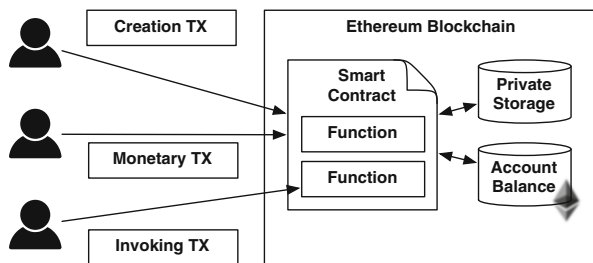 Creation TX
Ethereum Blockchain
Smart
Contract
Private
Storage
Function
Monetary TX
Function
Account
Balance
Invoking TX